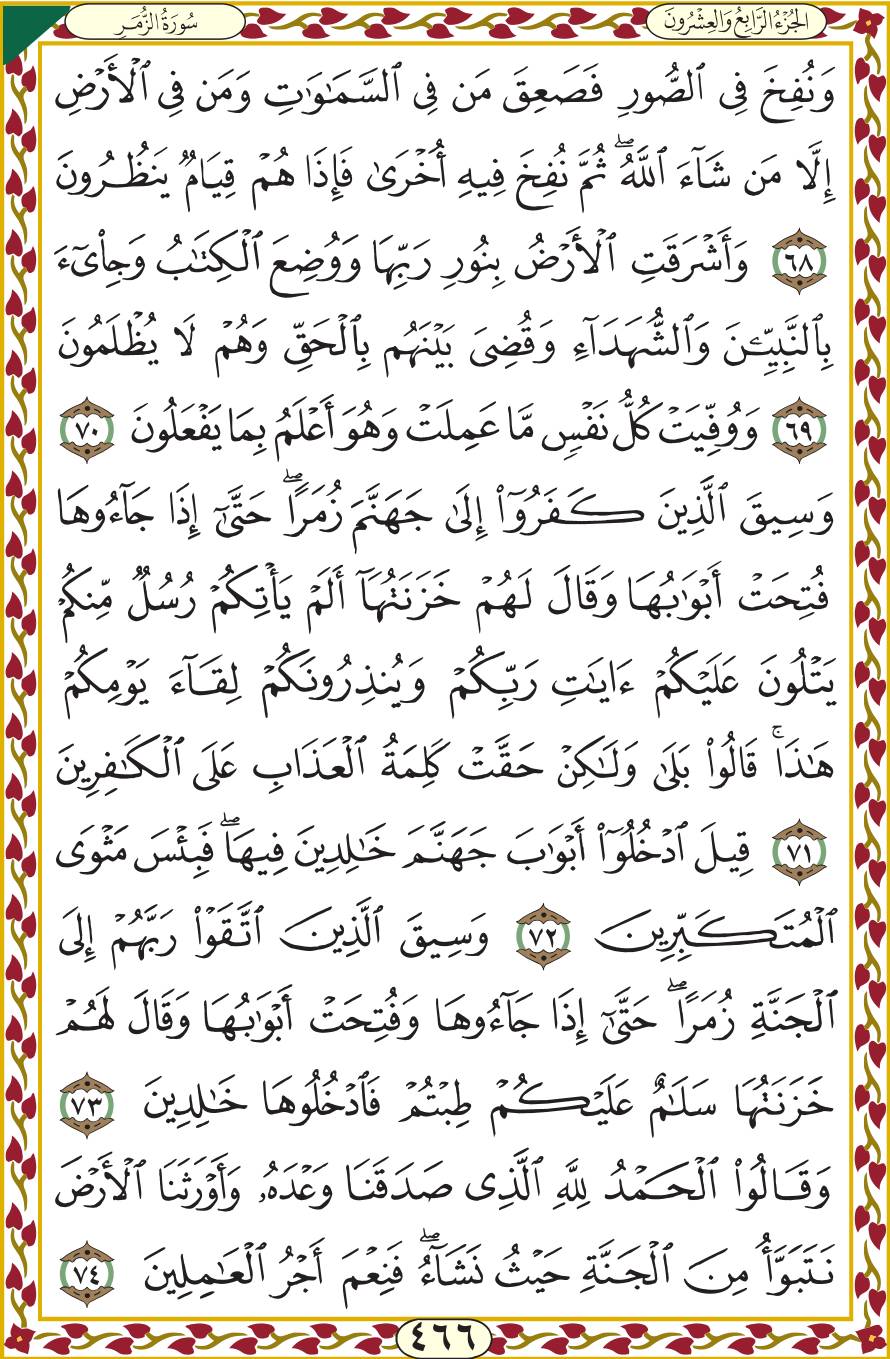 الجُزْءُ الرَّابِعُ وَالعِشْرُونَ
سُورَةُ الزُّمَرِ
وَنُفِخَ فِي ٱلصُّورِ فَصَعِقَ مَن فِي ٱلسَّمَٰوَٰتِ وَمَن فِي ٱلْأَرْضِ
إِلَّا مَن شَآءَ ٱللَّهُۖ ثُمَّ نُفِخَ فِيهِ أُخْرَىٰ فَإِذَا هُمْ قِيَامٌ يَنظُرُونَ
٦٨ وَأَشْرَقَتِ ٱلْأَرْضُ بِنُورِ رَبِّهَا وَوُضِعَ ٱلْكِتَٰبُ وَجِا۟يٓءَ
بِٱلنَّبِيِّـۧنَ وَٱلشُّهَدَآءِ وَقُضِيَ بَيْنَهُم بِٱلْحَقِّ وَهُمْ لَا يُظْلَمُونَ
٦٩ وَوُفِّيَتْ كُلُّ نَفْسٍ مَّا عَمِلَتْ وَهُوَ أَعْلَمُ بِمَا يَفْعَلُونَ ٧٠
وَسِيقَ ٱلَّذِينَ كَفَرُوٓا۟ إِلَىٰ جَهَنَّمَ زُمَرًاۖ حَتَّىٰٓ إِذَا جَآءُوهَا
فُتِحَتْ أَبْوَٰبُهَا وَقَالَ لَهُمْ خَزَنَتُهَآ أَلَمْ يَأْتِكُمْ رُسُلٌ مِّنكُمْ
يَتْلُونَ عَلَيْكُمْ ءَايَٰتِ رَبِّكُمْ وَيُنذِرُونَكُمْ لِقَآءَ يَوْمِكُمْ
هَٰذَاۚ قَالُوا۟ بَلَىٰ وَلَٰكِنْ حَقَّتْ كَلِمَةُ ٱلْعَذَابِ عَلَى ٱلْكَٰفِرِينَ
٧١ قِيلَ ٱدْخُلُوٓا۟ أَبْوَٰبَ جَهَنَّمَ خَٰلِدِينَ فِيهَاۖ فَبِئْسَ مَثْوَى
ٱلْمُتَكَبِّرِينَ ٧٢ وَسِيقَ ٱلَّذِينَ ٱتَّقَوْا۟ رَبَّهُمْ إِلَى
ٱلْجَنَّةِ زُمَرًاۖ حَتَّىٰٓ إِذَا جَآءُوهَا وَفُتِحَتْ أَبْوَٰبُهَا وَقَالَ لَهُمْ
خَزَنَتُهَا سَلَٰمٌ عَلَيْكُمْ طِبْتُمْ فَٱدْخُلُوهَا خَٰلِدِينَ ٧٣
وَقَالُوا۟ ٱلْحَمْدُ لِلَّهِ ٱلَّذِي صَدَقَنَا وَعْدَهُۥ وَأَوْرَثَنَا ٱلْأَرْضَ
نَتَبَوَّأُ مِنَ ٱلْجَنَّةِ حَيْثُ نَشَآءُۖ فَنِعْمَ أَجْرُ ٱلْعَٰمِلِينَ ٧٤
٤٦٦